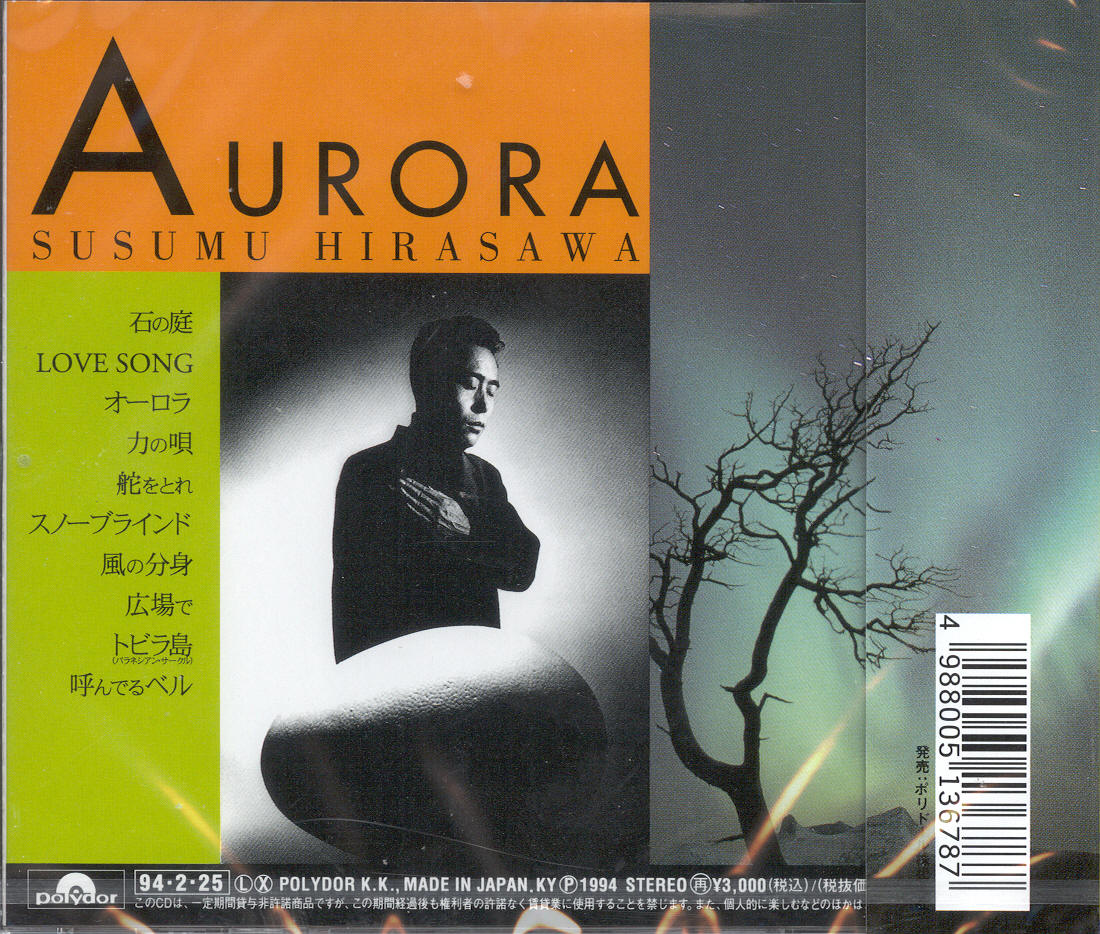 AURORA
SUSUMU HIRASAWA
石の庭
LOVE SONG
オーロラ
力の唄
舵をとれ
スノーブラインド
風の分身
広場で
トビラ島
(パラネシアン・サークル)
呼んでるベル
polydor
94・2・25 ⓁⓍ POLYDOR K.K., MADE IN JAPAN.KY Ⓟ1994 STEREO ㊢¥3,000(税込)/(税抜価
このCDは、一定期間貸与非許諾商品ですが、この期間経過後も権利者の許諾なく賃貸業に使用することを禁じます。また、個人的に楽しむなどのほかは
発売:ポリド
4 988005 136787